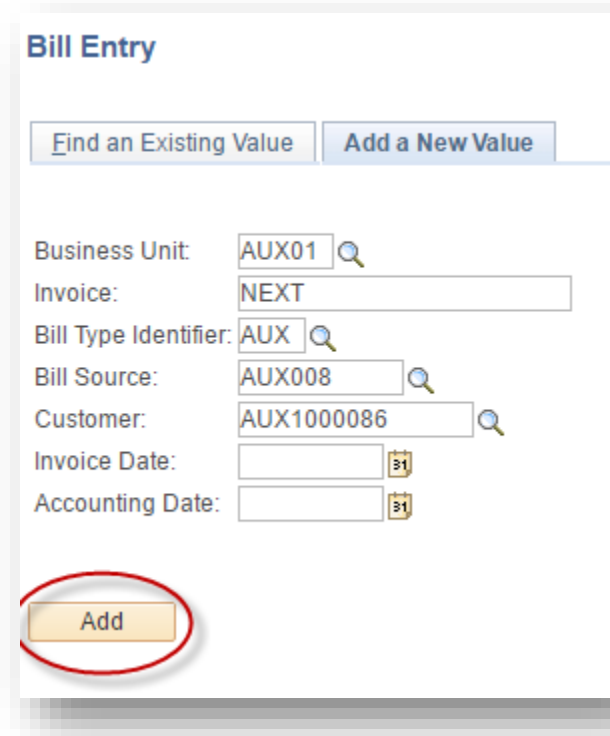 Bill Entry
Find an Existing Value Add a New Value
Business Unit: AUX01
Invoice: NEXT
Bill Type Identifier: AUX
Bill Source: AUX008
Customer: AUX1000086
Invoice Date: 31
Accounting Date: 31
Add